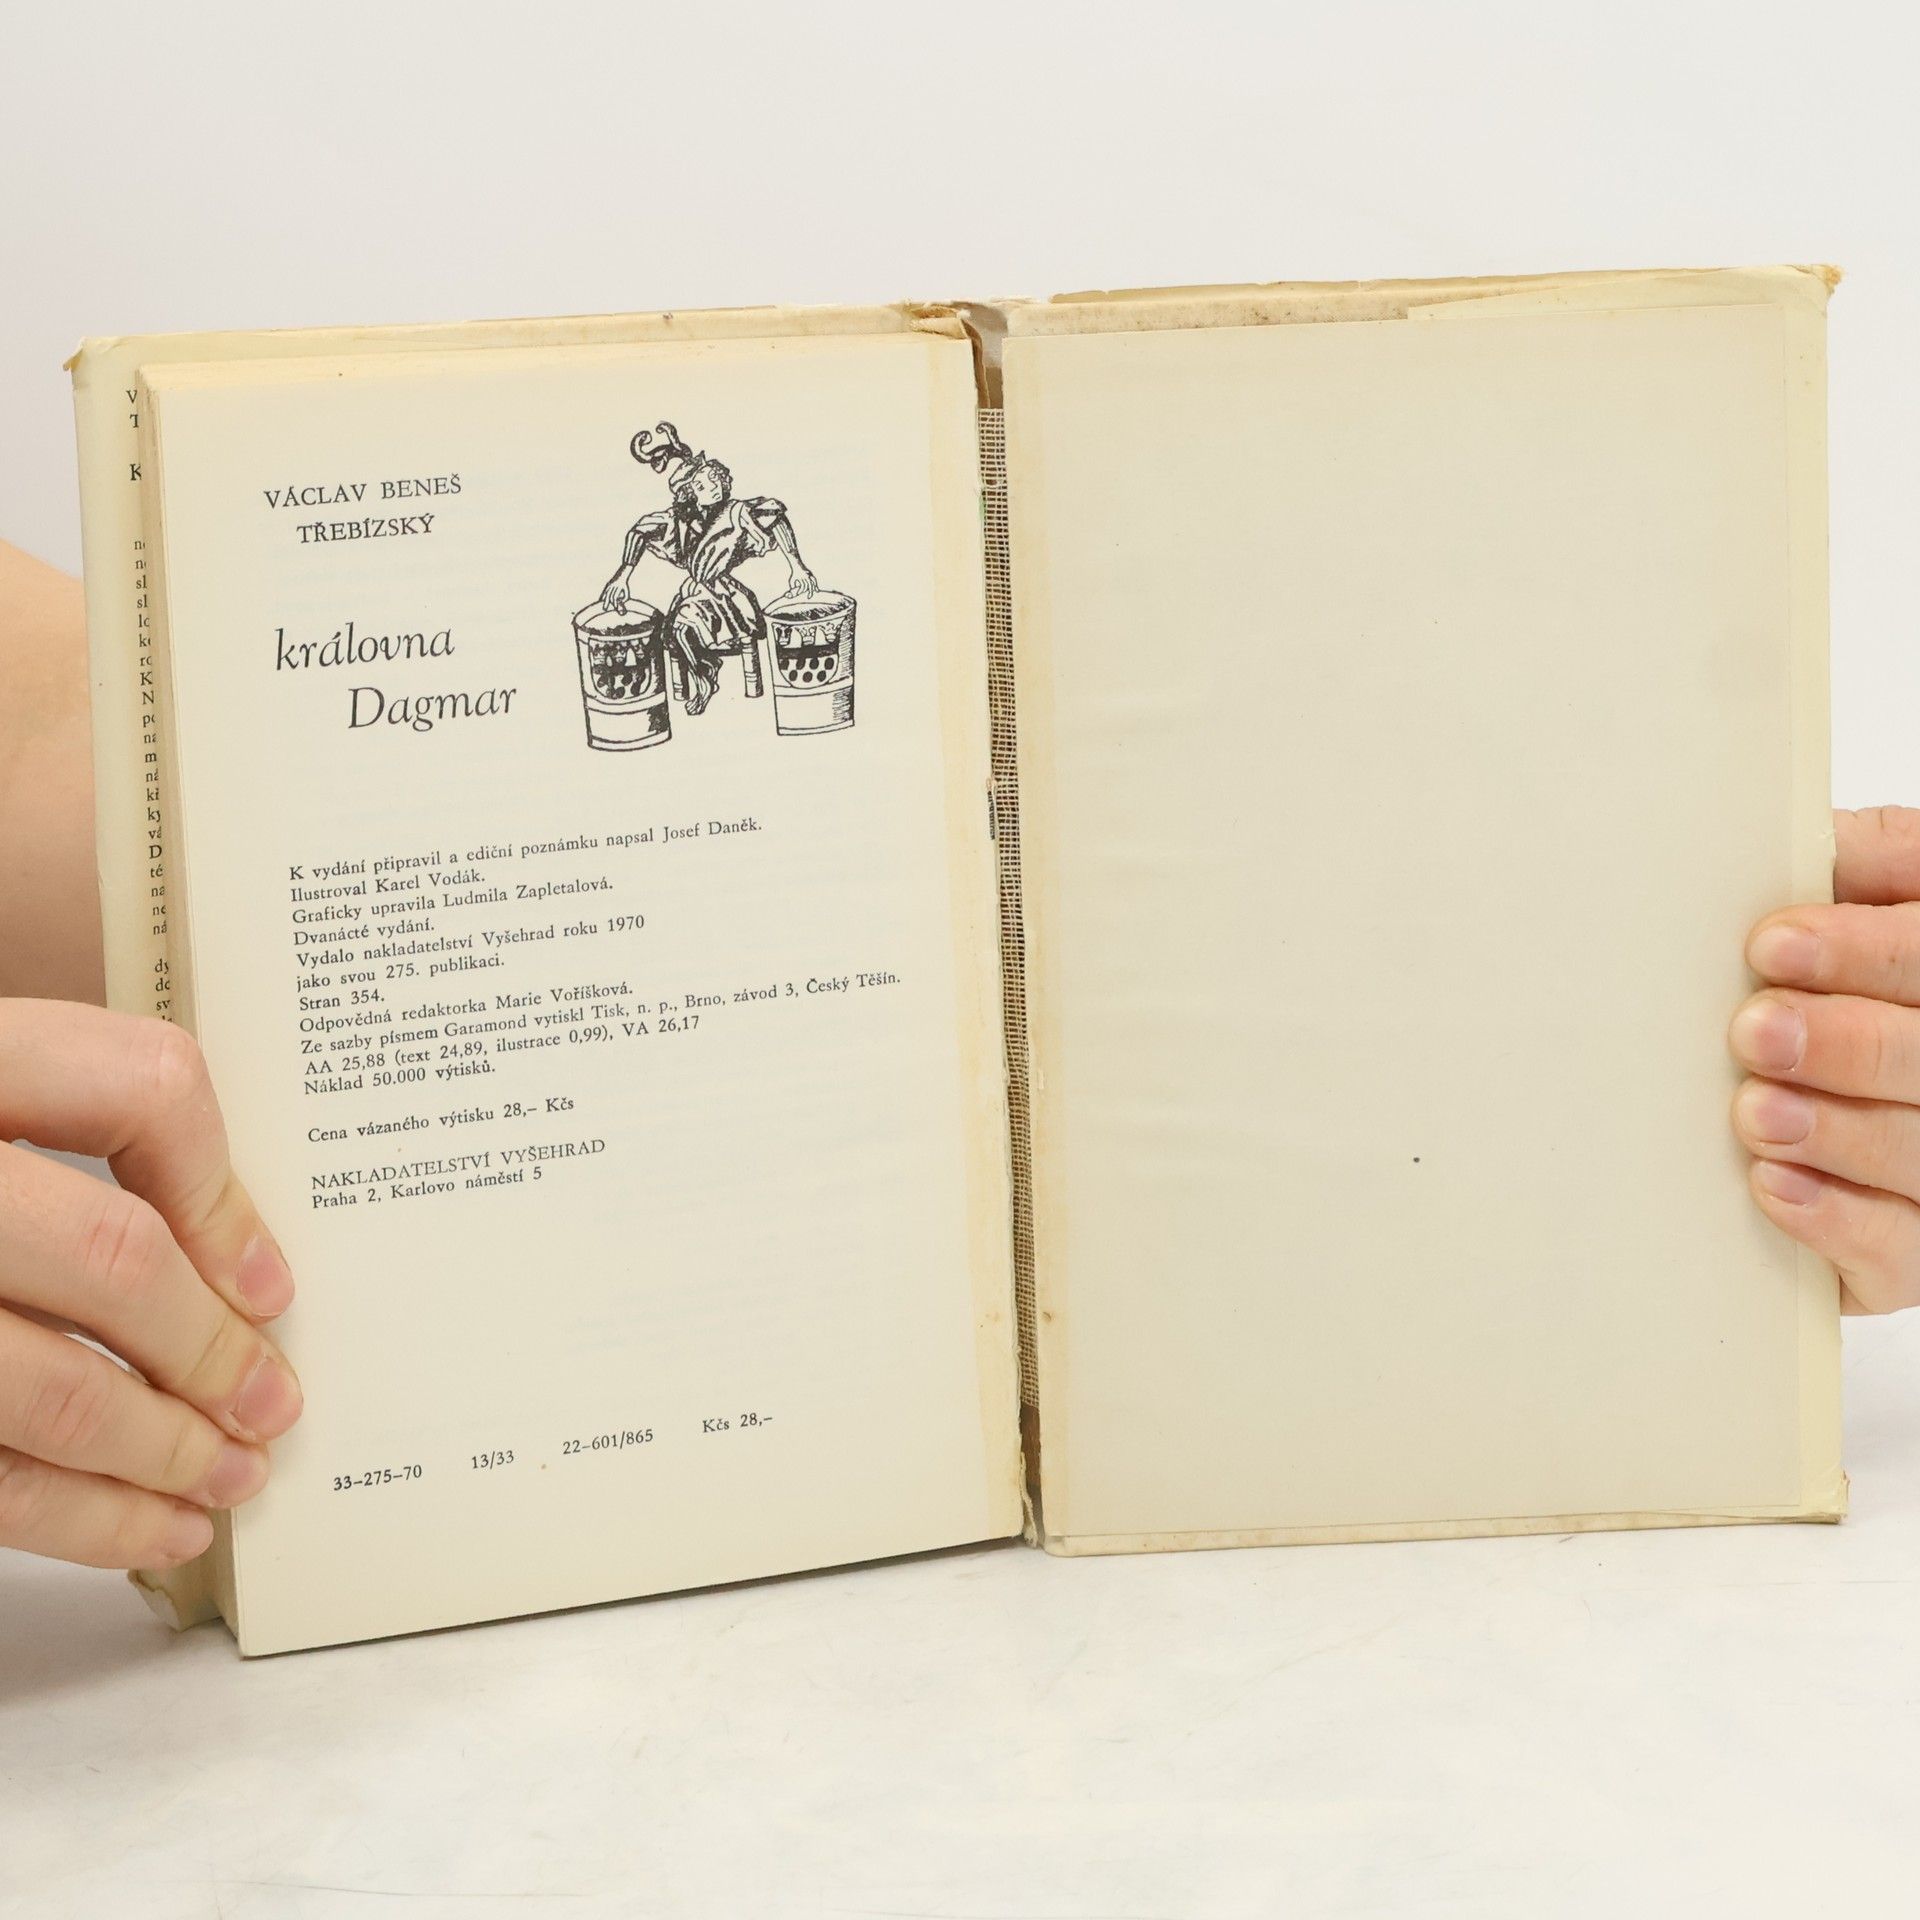 VÁCLAV BENEŠ
TŘEBÍZSKÝ
královna
Dagmar
K vydání připravil a ediční poznámku napsal Josef Daněk.
Ilustroval Karel Vodák.
Graficky upravila Ludmila Zapletalová.
Dvanácté vydání.
Vydalo nakladatelství Vyšehrad roku 1970
jako svou 275. publikaci.
Stran 354.
Odpovědná redaktorka Marie Voříšková.
Ze sazby písmem Garamond vytiskl Tisk, n. p., Brno, závod 3, Český Těšín.
AA 25,88 (text 24,89, ilustrace 0,99), VA 26,17
Náklad 50.000 výtisků.
Cena vázaného výtisku 28,– Kčs
NAKLADATELSTVÍ VYŠEHRAD
Praha 2, Karlovo náměstí 5
33–275–70 13/33 22–601/865 Kčs 28,–